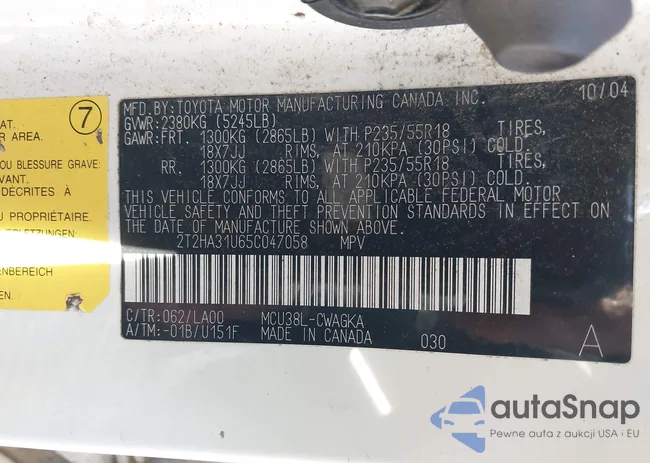 7
AT.
R AREA.
OU BLESSURE GRAVE
VANT.
DÉCRITES À
U PROPRIÉTAIRE.
ENBEREICH
MFD.BY:TOYOTA MOTOR MANUFACTURING CANADA INC. 10/04
GVWR:2380KG (5245LB)
GAWR:FRT. 1300KG (2865LB) WITH P235/55R18 TIRES,
18X7JJ RIMS, AT 210KPA (30PSI) COLD.
RR. 1300KG (2865LB) WITH P235/55R18 TIRES,
18X7JJ RIMS, AT 210KPA (30PSI) COLD.
THIS VEHICLE CONFORMS TO ALL APPLICABLE FEDERAL MOTOR
VEHICLE SAFETY AND THEFT PREVENTION STANDARDS IN EFFECT ON
THE DATE OF MANUFACTURE SHOWN ABOVE.
2T2HA31U65C047058 MPV
C/TR:062/LA00 MCU38L-CWAGKA
A/TM:-01B/U151F MADE IN CANADA 030 A
autaSnap
Pewne auta z aukcji USA i EU